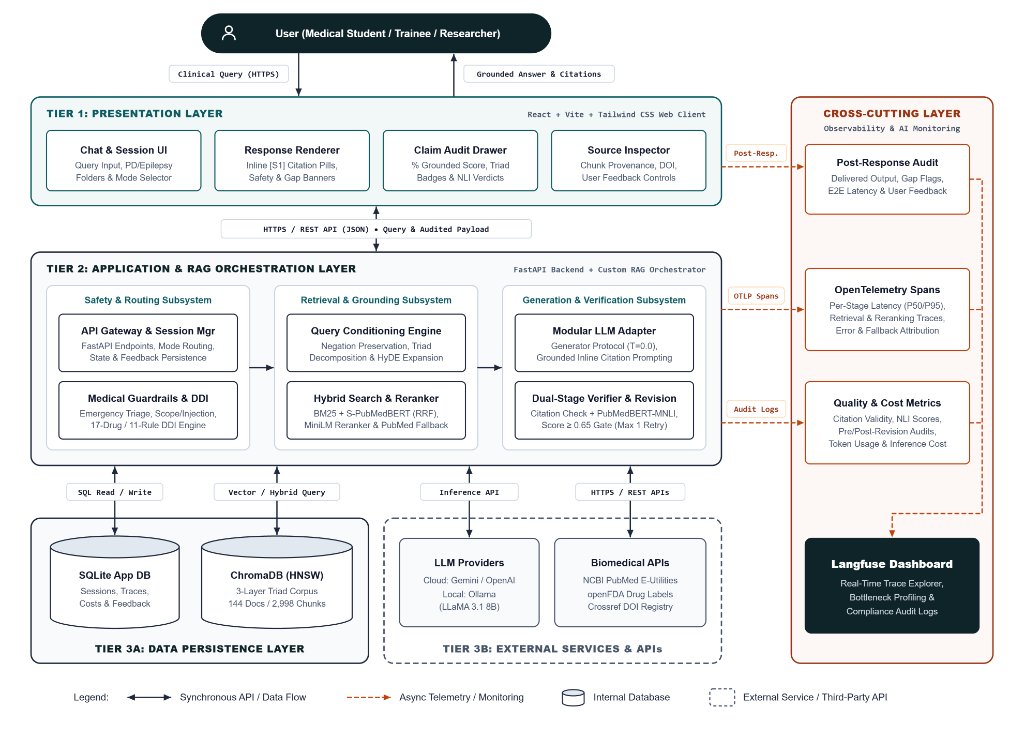 User (Medical Student / Trainee / Researcher)
Clinical Query (HTTPS)
Grounded Answer & Citations
TIER 1: PRESENTATION LAYER
React + Vite + Tailwind CSS Web Client
Chat & Session UI
Query Input, PD/Epilepsy
Folders & Mode Selector
Response Renderer
Inline [S1] Citation Pills,
Safety & Gap Banners
Claim Audit Drawer
% Grounded Score, Triad
Badges & NLI Verdicts
Source Inspector
Chunk Provenance, DOI,
User Feedback Controls
HTTPS / REST API (JSON) • Query & Audited Payload
TIER 2: APPLICATION & RAG ORCHESTRATION LAYER
FastAPI Backend + Custom RAG Orchestrator
Safety & Routing Subsystem
API Gateway & Session Mgr
FastAPI Endpoints, Mode Routing,
State & Feedback Persistence
Medical Guardrails & DDI
Emergency Triage, Scope/Injection,
17-Drug / 11-Rule DDI Engine
Retrieval & Grounding Subsystem
Query Conditioning Engine
Negation Preservation, Triad
Decomposition & HyDE Expansion
Hybrid Search & Reranker
BM25 + S-PubMedBERT (RRF),
MiniLM Reranker & PubMed Fallback
Generation & Verification Subsystem
Modular LLM Adapter
Generator Protocol (T=0.0),
Grounded Inline Citation Prompting
Dual-Stage Verifier & Revision
Citation Check + PubMedBERT-MNLI,
Score ≥ 0.65 Gate (Max 1 Retry)
SQL Read / Write
Vector / Hybrid Query
Inference API
HTTPS / REST APIs
SQLite App DB
Sessions, Traces,
Costs & Feedback
ChromaDB (HNSW)
3-Layer Triad Corpus
144 Docs / 2,998 Chunks
TIER 3A: DATA PERSISTENCE LAYER
LLM Providers
Cloud: Gemini / OpenAI
Local: Ollama
(LLaMA 3.1 8B)
Biomedical APIs
NCBI PubMed E-Utilities
openFDA Drug Labels
Crossref DOI Registry
TIER 3B: EXTERNAL SERVICES & APIs
Post-Resp.
OTLP Spans
Audit Logs
CROSS-CUTTING LAYER
Observability & AI Monitoring
Post-Response Audit
Delivered Output, Gap Flags,
E2E Latency & User Feedback
OpenTelemetry Spans
Per-Stage Latency (P50/P95),
Retrieval & Reranking Traces,
Error & Fallback Attribution
Quality & Cost Metrics
Citation Validity, NLI Scores,
Pre/Post-Revision Audits,
Token Usage & Inference Cost
Langfuse Dashboard
Real-Time Trace Explorer,
Bottleneck Profiling &
Compliance Audit Logs
Legend:
Synchronous API / Data Flow
Async Telemetry / Monitoring
Internal Database
External Service / Third-Party API